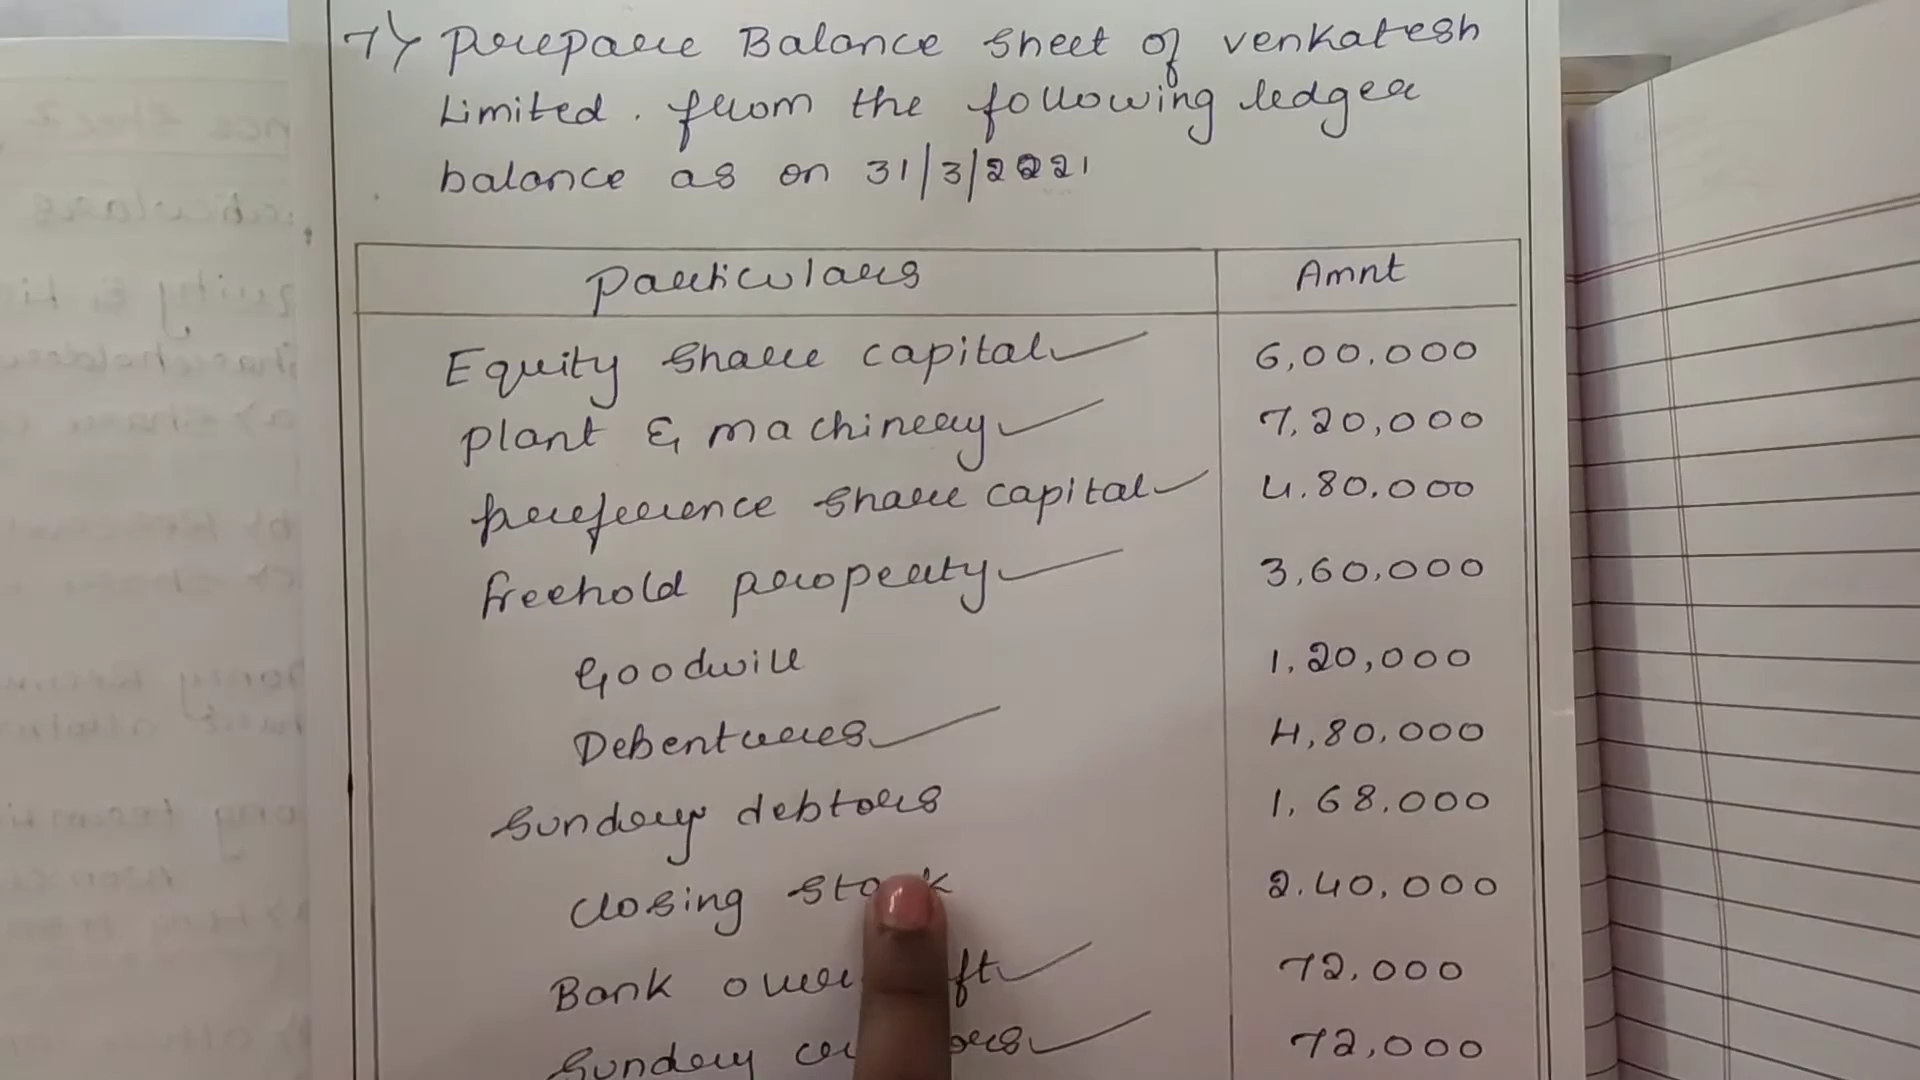 7) Prepare Balance Sheet of Venkatesh
Limited. from the following ledger
balance as on 31/3/2021
Particulars Amnt
Equity Share capital 6,00,000
Plant & machinery 7,20,000
Preference Share capital 4.80,000
Freehold property 3,60,000
Goodwill 1,20,000
Debentures 4,80,000
Sundry debtors 1,68,000
Closing stock 2.40,000
Bank 72,000
Sundry 72,000